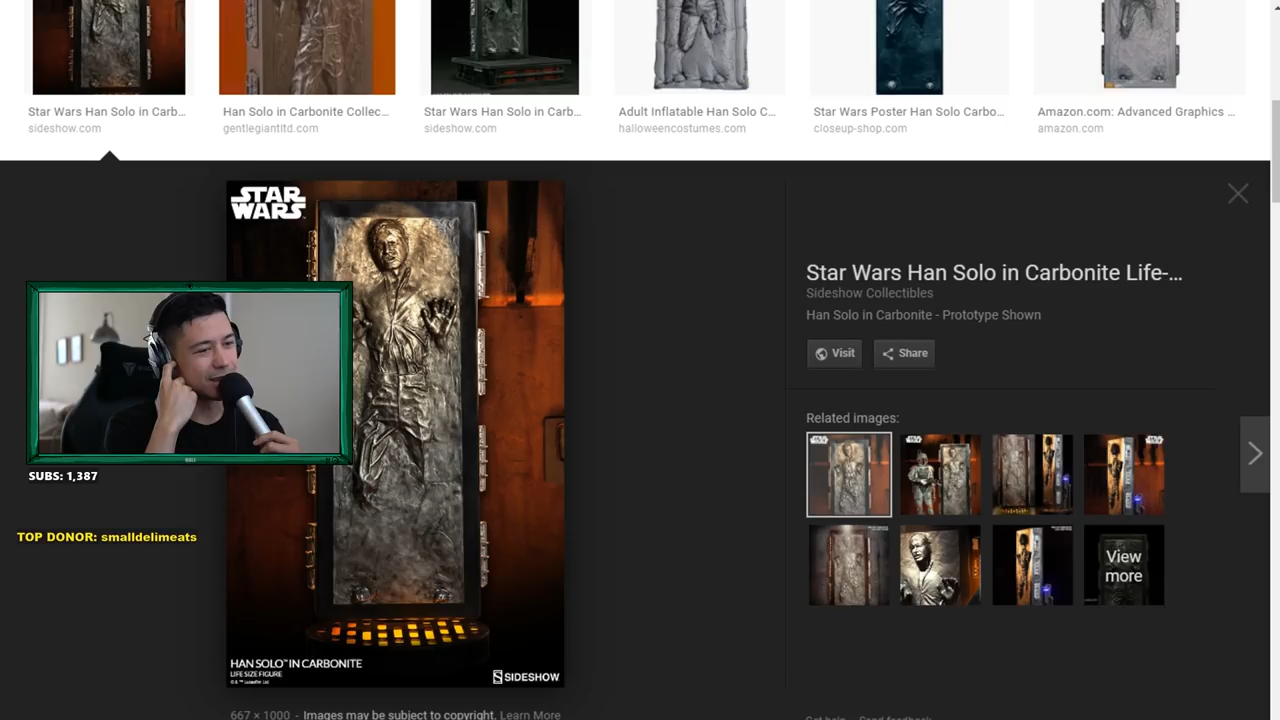 Star Wars Han Solo in Carb...
sideshow.com
Han Solo in Carbonite Collec...
gentlegiantltd.com
Star Wars Han Solo in Carb...
sideshow.com
Adult Inflatable Han Solo C...
halloweencostumes.com
Star Wars Poster Han Solo Carbo...
closeup-shop.com
Amazon.com: Advanced Graphics ...
amazon.com
STAR
WARS
HAN SOLO™ IN CARBONITE
LIFE SIZE FIGURE
SIDESHOW
667 × 1000 - Images may be subject to copyright. Learn More
SUBS: 1,387
TOP DONOR: smalldelimeats
Star Wars Han Solo in Carbonite Life-...
Sideshow Collectibles
Han Solo in Carbonite - Prototype Shown
Visit
Share
Related images:
View
more
Get help
Send feedback